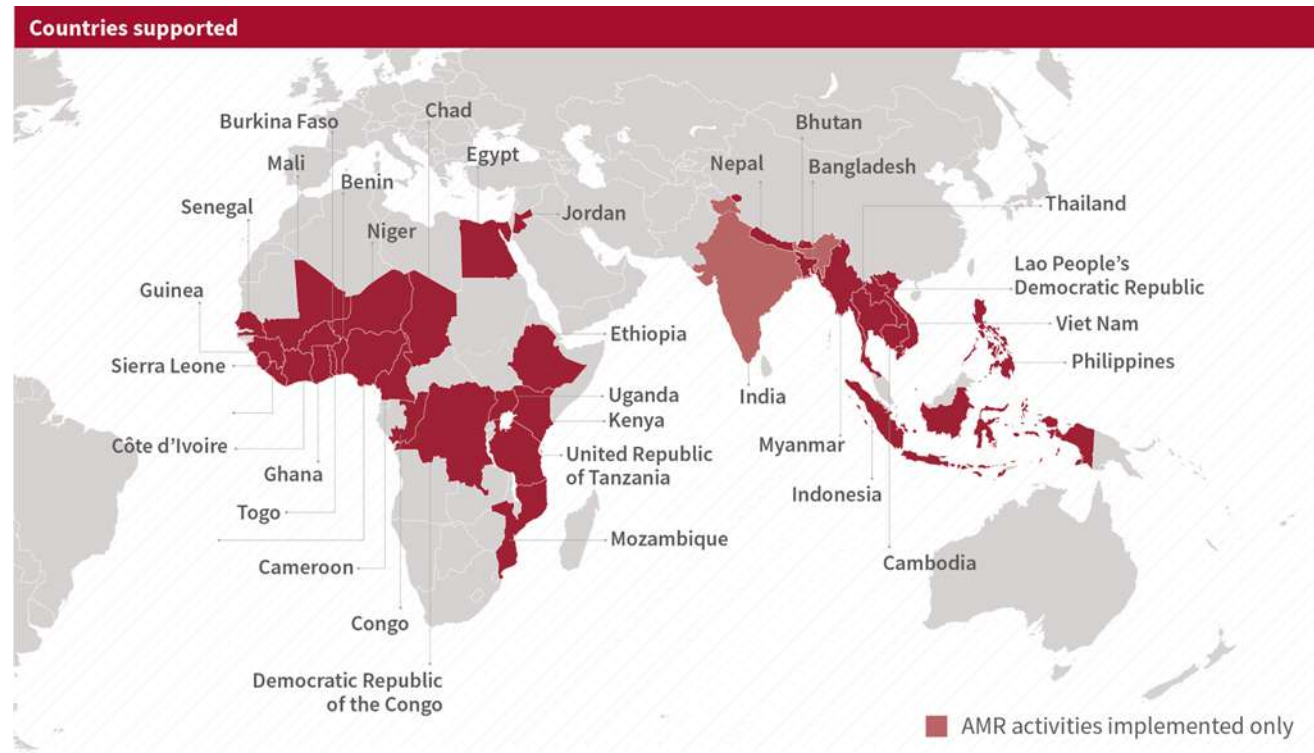 Countries supported
Chad
Burkina Faso
Bhutan
Egypt
Mali
Nepal
Bangladesh
Benin
Thailand
Senegal
Jordan
Niger
Lao People’s
Democratic Republic
Guinea
Viet Nam
Ethiopia
Philippines
Sierra Leone
Uganda
India
Kenya
Côte d’Ivoire
Myanmar
United Republic
of Tanzania
Ghana
Indonesia
Togo
Mozambique
Cameroon
Cambodia
Congo
Democratic Republic
of the Congo
AMR activities implemented only